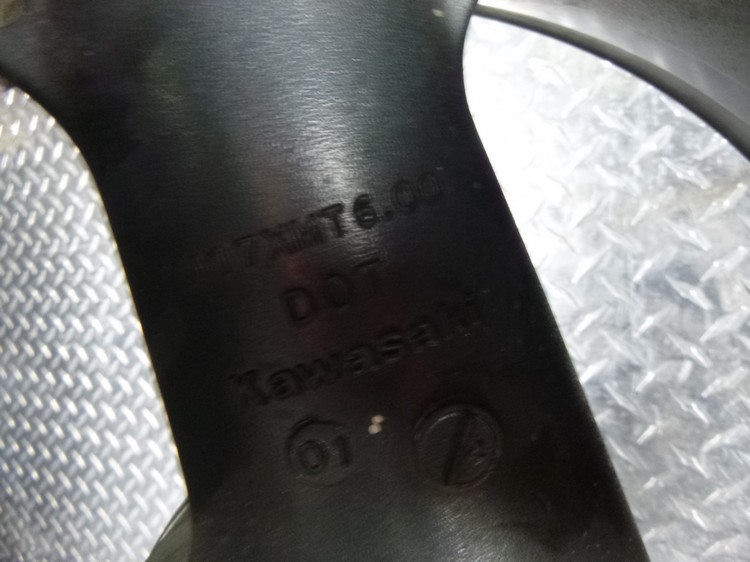 17XMT6.00
DOT
Kawasaki
01